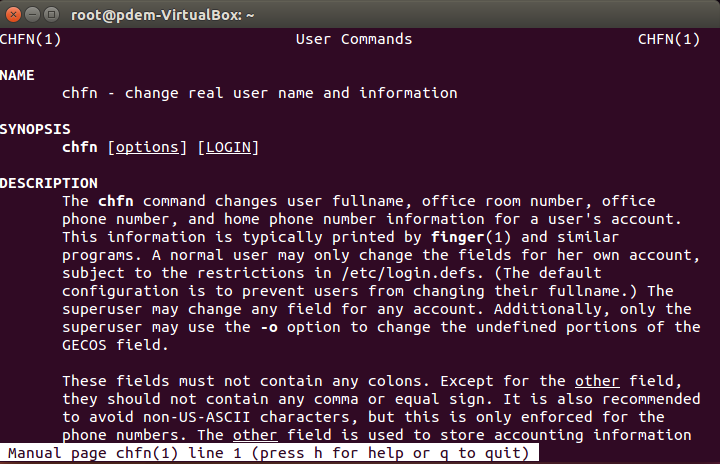 root@pdem-VirtualBox: ~
CHFN(1) User Commands CHFN(1)
NAME
chfn - change real user name and information
SYNOPSIS
chfn [options] [LOGIN]
DESCRIPTION
The chfn command changes user fullname, office room number, office
phone number, and home phone number information for a user's account.
This information is typically printed by finger(1) and similar
programs. A normal user may only change the fields for her own account,
subject to the restrictions in /etc/login.defs. (The default
configuration is to prevent users from changing their fullname.) The
superuser may change any field for any account. Additionally, only the
superuser may use the -o option to change the undefined portions of the
GECOS field.
These fields must not contain any colons. Except for the other field,
they should not contain any comma or equal sign. It is also recommended
to avoid non-US-ASCII characters, but this is only enforced for the
phone numbers. The other field is used to store accounting information
Manual page chfn(1) line 1 (press h for help or q to quit)